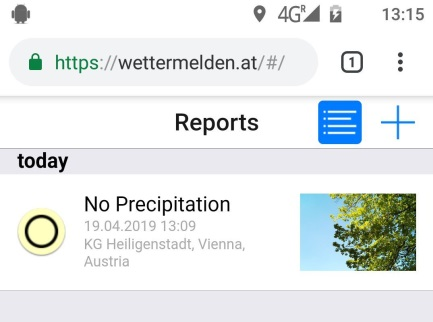 4G R 13:15
https://wettermelden.at/#/ 1
Reports
today
No Precipitation
19.04.2019 13:09
KG Heiligenstadt, Vienna,
Austria